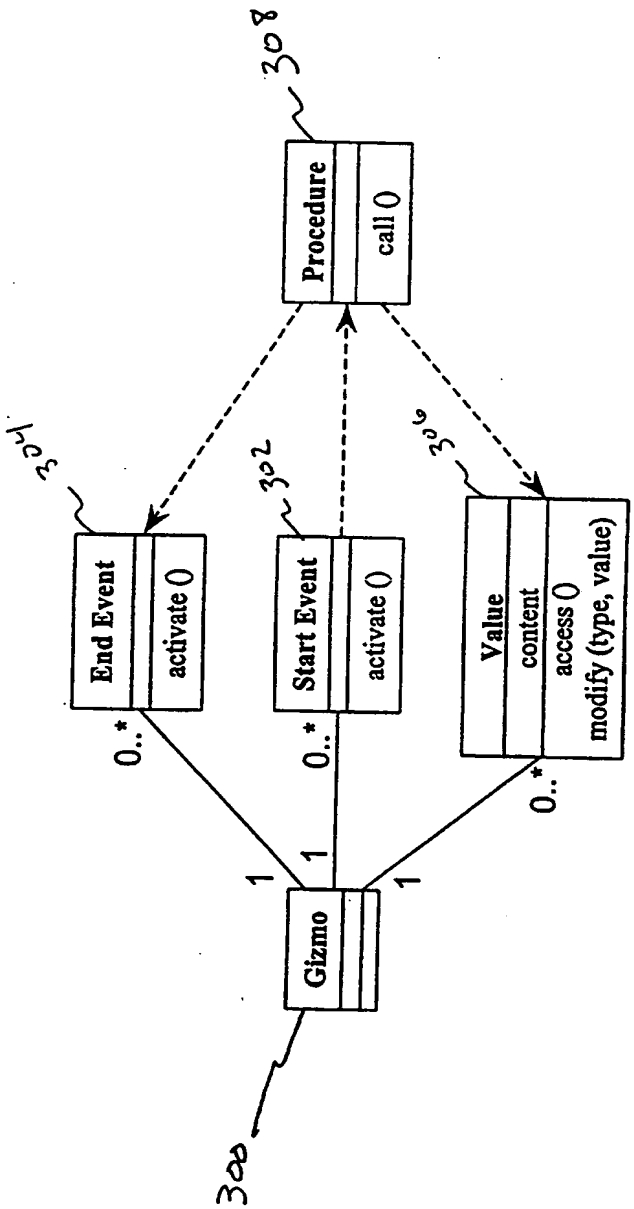 300
Gizmo
1
1
1
0..*
0..*
0..*
304
End Event
activate ()
302
Start Event
activate ()
306
Value
content
access ()
modify (type, value)
308
Procedure
call ()